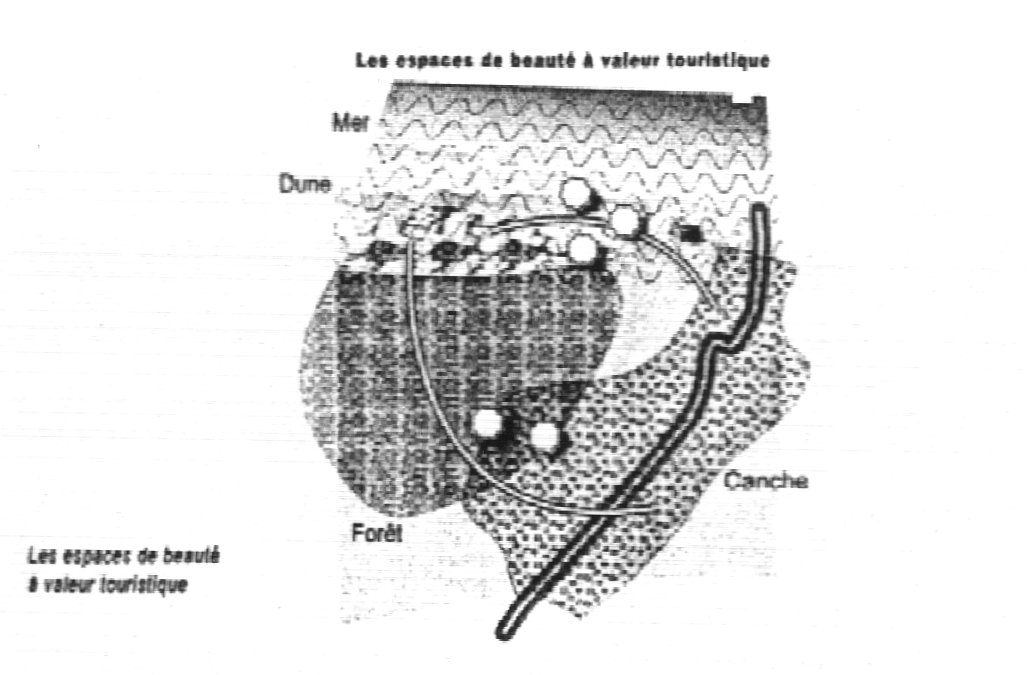 Les espaces de beauté à valeur touristique
Mer
Dune
Canche
Forêt
Les espaces de beauté
à valeur touristique